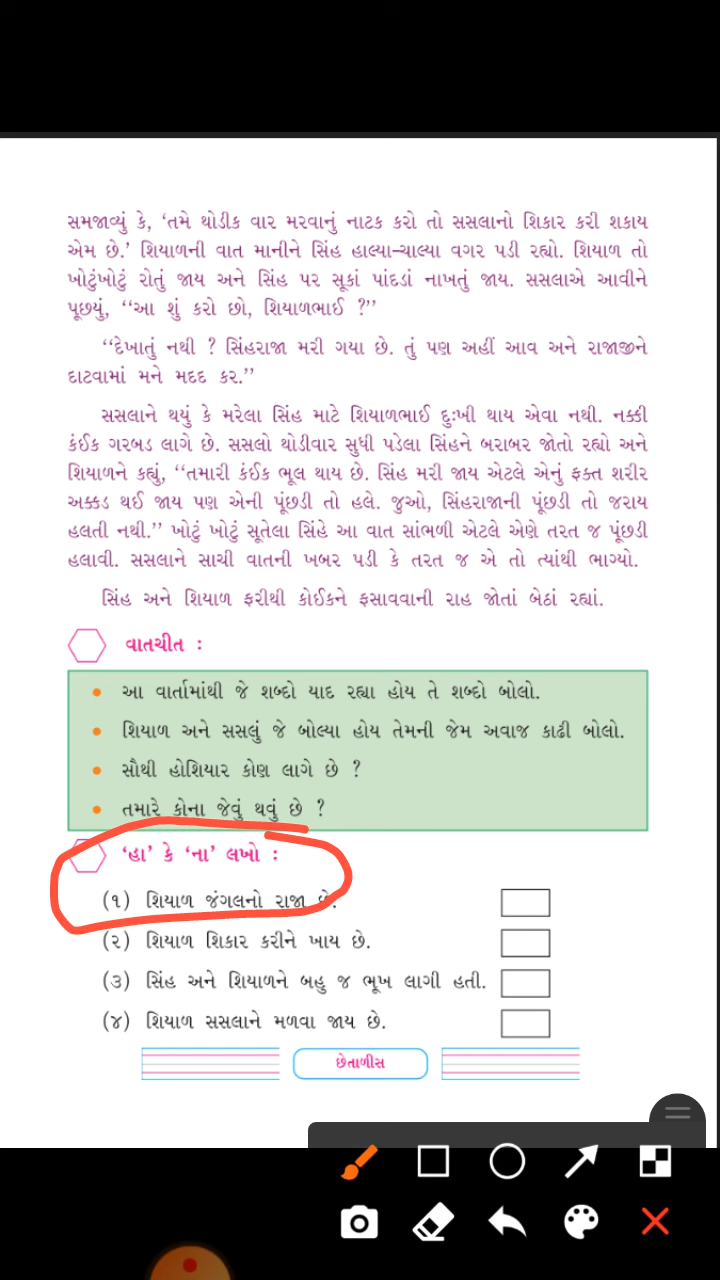 સમજાવ્યું કે, ‘તમે થોડીક વાર મરવાનું નાટક કરો તો સસલાનો શિકાર કરી શકાય
એમ છે.’ શિયાળની વાત માનીને સિંહ હાલ્યા-ચાલ્યા વગર પડી રહ્યો. શિયાળ તો
ખોટુંખોટું રોતું જાય અને સિંહ પર સૂકાં પાંદડાં નાખતું જાય. સસલાએ આવીને
પૂછયું, ‘‘આ શું કરો છો, શિયાળભાઈ ?’’
‘‘દેખાતું નથી ? સિંહરાજા મરી ગયા છે. તું પણ અહીં આવ અને રાજાજીને
દાટવામાં મને મદદ કર.’’
સસલાને થયું કે મરેલા સિંહ માટે શિયાળભાઈ દુઃખી થાય એવા નથી. નક્કી
કંઈક ગરબડ લાગે છે. સસલો થોડીવાર સુધી પડેલા સિંહને બરાબર જોતો રહ્યો અને
શિયાળને કહ્યું, ‘‘તમારી કંઈક ભૂલ થાય છે. સિંહ મરી જાય એટલે એનું ફક્ત શરીર
અક્કડ થઈ જાય પણ એની પૂંછડી તો હલે. જુઓ, સિંહરાજાની પૂંછડી તો જરાય
હલતી નથી.’’ ખોટું ખોટું સૂતેલા સિંહે આ વાત સાંભળી એટલે એણે તરત જ પૂંછડી
હલાવી. સસલાને સાચી વાતની ખબર પડી કે તરત જ એ તો ત્યાંથી ભાગ્યો.
સિંહ અને શિયાળ ફરીથી કોઈકને ફસાવવાની રાહ જોતાં બેઠાં રહ્યાં.
વાતચીત :
• આ વાર્તામાંથી જે શબ્દો યાદ રહ્યા હોય તે શબ્દો બોલો.
• શિયાળ અને સસલું જે બોલ્યા હોય તેમની જેમ અવાજ કાઢી બોલો.
• સૌથી હોશિયાર કોણ લાગે છે ?
• તમારે કોના જેવું થવું છે ?
‘હા’ કે ‘ના’ લખો :
(૧) શિયાળ જંગલનો રાજા છે.
(૨) શિયાળ શિકાર કરીને ખાય છે.
(૩) સિંહ અને શિયાળને બહુ જ ભૂખ લાગી હતી.
(૪) શિયાળ સસલાને મળવા જાય છે.
છેતાળીસ